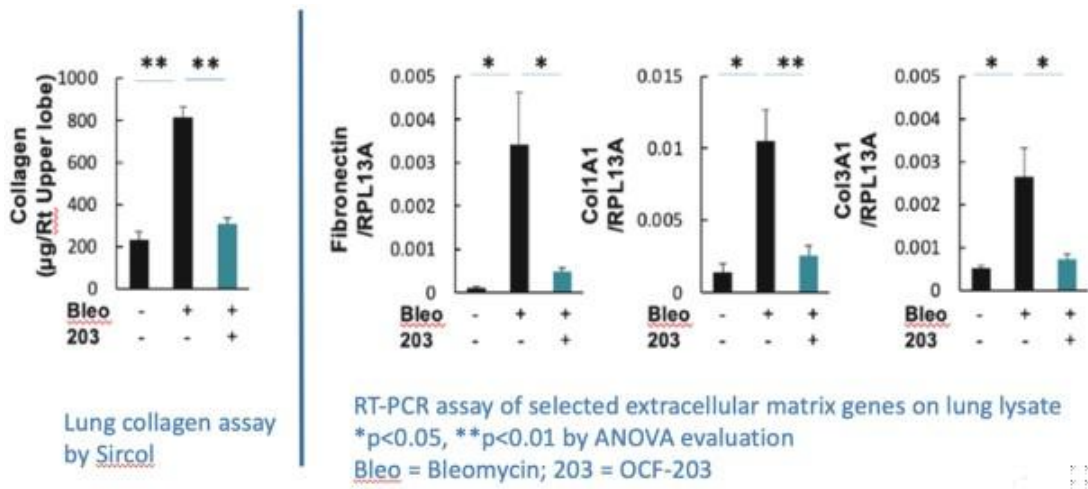 ** **
Collagen
(µg/Rt Upper lobe)
1000
800
600
400
200
0
Bleo - + +
203 - - +
Lung collagen assay
by Sircol
* *
Fibronectin
/RPL13A
0.005
0.004
0.003
0.002
0.001
0
Bleo - + +
203 - - +
* **
Col1A1
/RPL13A
0.015
0.01
0.005
0
Bleo - + +
203 - - +
* *
Col3A1
/RPL13A
0.005
0.004
0.003
0.002
0.001
0
Bleo - + +
203 - - +
RT-PCR assay of selected extracellular matrix genes on lung lysate
*p<0.05, **p<0.01 by ANOVA evaluation
Bleo = Bleomycin; 203 = OCF-203